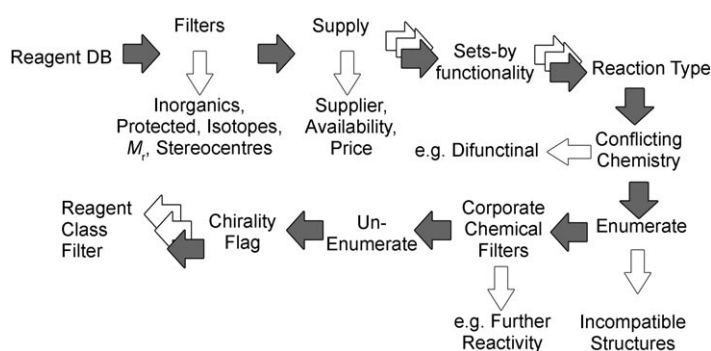 Reagent DB
Filters
Inorganics,
Protected, Isotopes,
Mr, Stereocentres
Supply
Supplier,
Availability,
Price
Sets-by
functionality
Reaction Type
Conflicting
Chemistry
e.g. Difunctinal
Enumerate
Incompatible
Structures
Corporate
Chemical
Filters
e.g. Further
Reactivity
Un-
Enumerate
Chirality
Flag
Reagent
Class
Filter